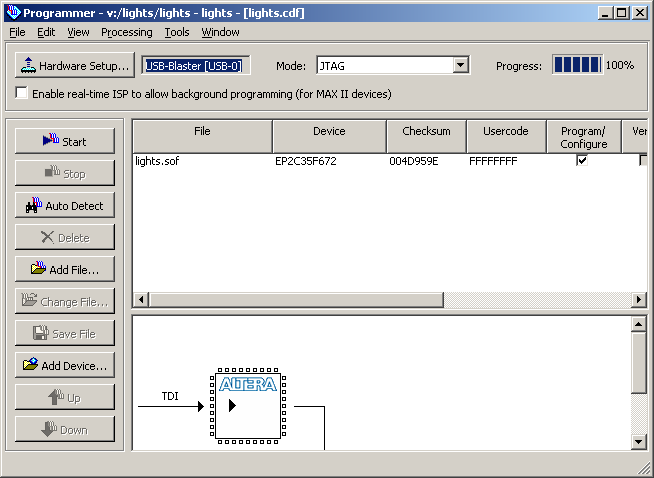 Programmer - v:/lights/lights - lights - [lights.cdf]
File Edit View Processing Tools Window
Hardware Setup... USB-Blaster [USB-0] Mode: JTAG Progress: 100%
Enable real-time ISP to allow background programming (for MAX II devices)
Start
Stop
Auto Detect
Delete
Add File...
Change File...
Save File
Add Device...
Up
Down
File Device Checksum Usercode Program/ Ver
Configure
lights.sof EP2C35F672 004D959E FFFFFFFF
ALTERA
TDI